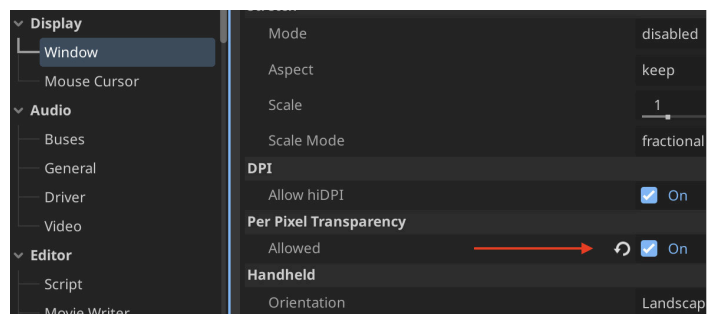 Display
Window
Mouse Cursor
Audio
Buses
General
Driver
Video
Editor
Script
Movie Writer
Stretch
Mode disabled
Aspect keep
Scale 1
Scale Mode fractional
DPI
Allow hiDPI On
Per Pixel Transparency
Allowed On
Handheld
Orientation Landscap